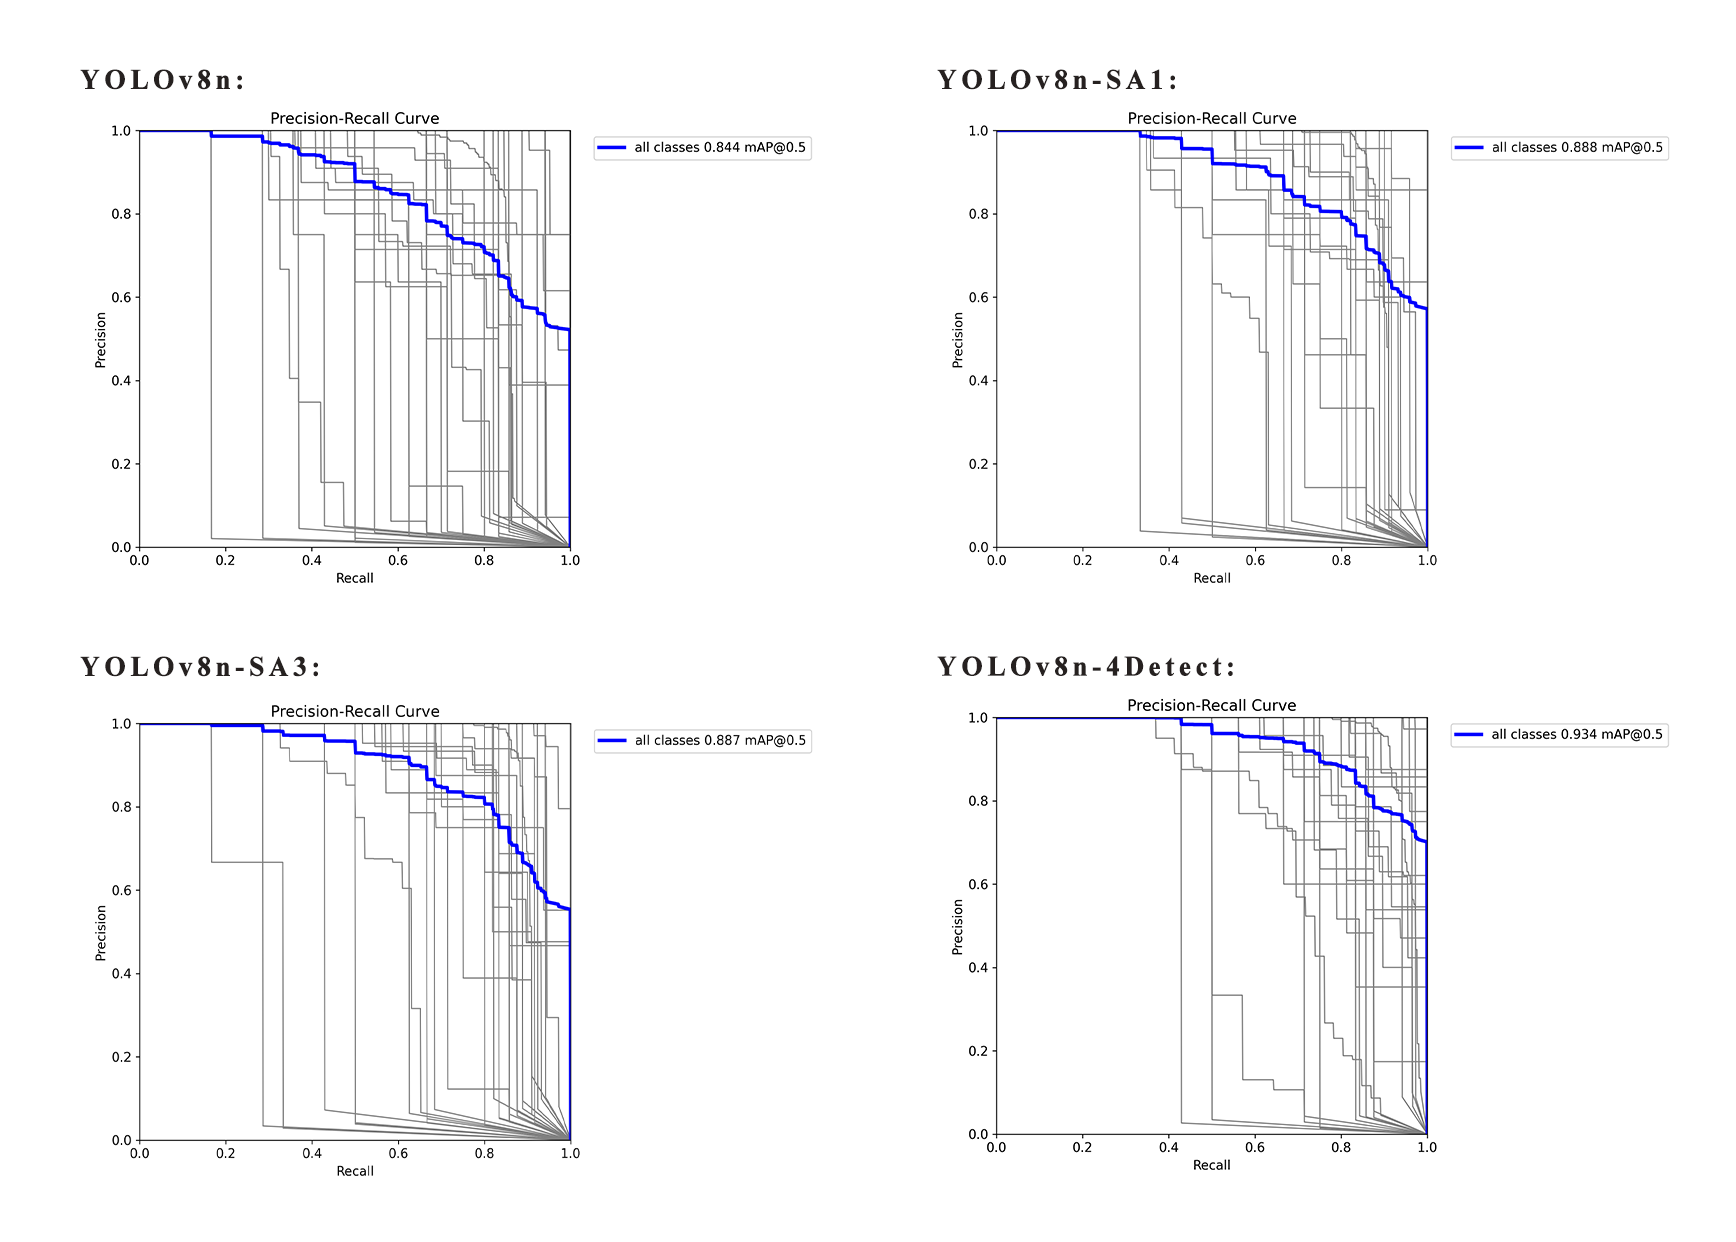 YOLOv8n:
Precision-Recall Curve
1.0
0.8
0.6
0.4
0.2
0.0
Precision
0.0 0.2 0.4 0.6 0.8 1.0
Recall
all classes 0.844 mAP@0.5
YOLOv8n-SA1:
Precision-Recall Curve
1.0
0.8
0.6
0.4
0.2
0.0
Precision
0.0 0.2 0.4 0.6 0.8 1.0
Recall
all classes 0.888 mAP@0.5
YOLOv8n-SA3:
Precision-Recall Curve
1.0
0.8
0.6
0.4
0.2
0.0
Precision
0.0 0.2 0.4 0.6 0.8 1.0
Recall
all classes 0.887 mAP@0.5
YOLOv8n-4Detect:
Precision-Recall Curve
1.0
0.8
0.6
0.4
0.2
0.0
Precision
0.0 0.2 0.4 0.6 0.8 1.0
Recall
all classes 0.934 mAP@0.5